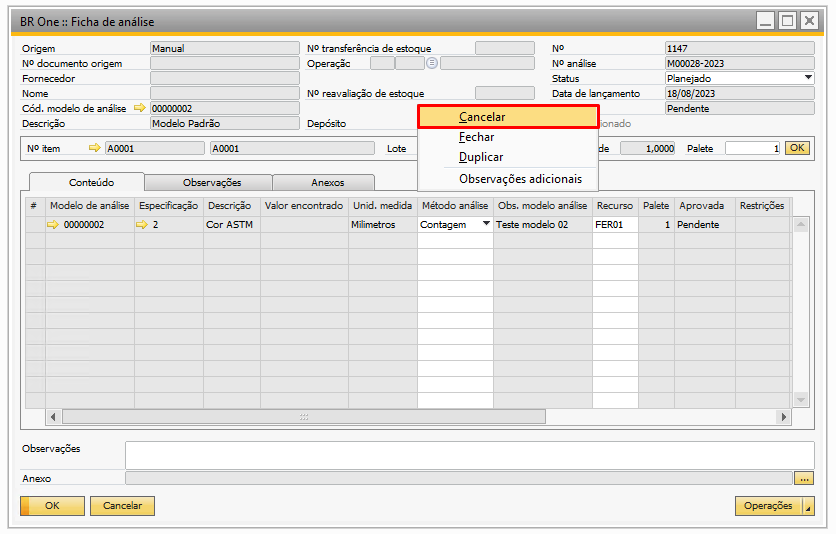 BR One :: Ficha de análise
Origem Manual Nº transferência de estoque Nº 1147
Nº documento origem Operação Nº análise M00028-2023
Fornecedor Status Planejado
Nome Nº reavaliação de estoque Data de lançamento 18/08/2023
Cód. modelo de análise 00000002 Pendente
Descrição Modelo Padrão Depósito ionado
Cancelar
Fechar
Duplicar
Observações adicionais
Nº item A0001 A0001 Lote de 1,0000 Palete 1 OK
Conteúdo Observações Anexos
# Modelo de análise Especificação Descrição Valor encontrado Unid. medida Método análise Obs. modelo análise Recurso Palete Aprovada Restrições
00000002 2 Cor ASTM Milimetros Contagem Teste modelo 02 FER01 1 Pendente
Observações
Anexo ...
OK Cancelar Operações